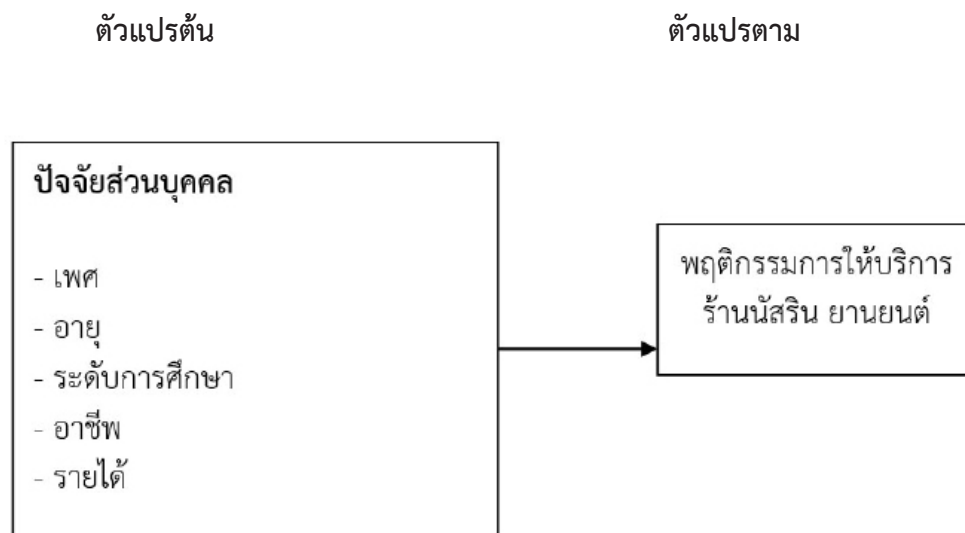 ตัวแปรต้น
ตัวแปรตาม
ปัจจัยส่วนบุคคล
- เพศ
- อายุ
- ระดับการศึกษา
- อาชีพ
- รายได้
พฤติกรรมการให้บริการ
ร้านนัสริน ยานยนต์